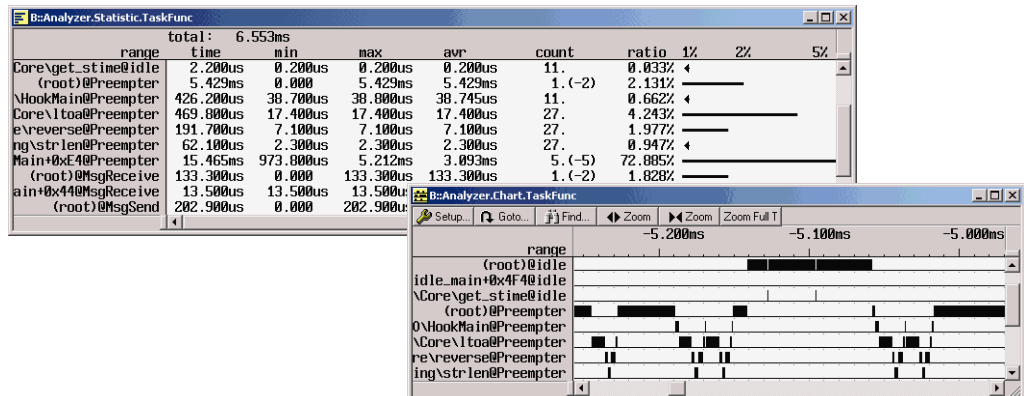 B::Analyzer.Statistic.TaskFunc
total: 6.553ms
range time min max avr count ratio 1% 2% 5%
Core\get_stime@idle 2.200us 0.200us 0.200us 0.200us 11. 0.033%
(root)@Preempter 5.429ms 0.000 5.429ms 5.429ms 1.(-2) 2.131%
\HookMain@Preempter 426.200us 38.700us 38.800us 38.745us 11. 0.662%
Core\ltoa@Preempter 469.800us 17.400us 17.400us 17.400us 27. 4.243%
e\reverse@Preempter 191.700us 7.100us 7.100us 7.100us 27. 1.977%
ng\strlen@Preempter 62.100us 2.300us 2.300us 2.300us 27. 0.947%
Main+0xE4@Preempter 15.465ms 973.800us 5.212ms 3.093ms 5.(-5) 72.885%
(root)@MsgReceive 133.300us 0.000 133.300us 133.300us 1.(-2) 1.828%
ain+0x44@MsgReceive 13.500us 13.500us 13.500u
(root)@MsgSend 202.900us 0.000 202.900u
B::Analyzer.Chart.TaskFunc
Setup... Goto... Find... Zoom Zoom Zoom Full T
-5.200ms -5.100ms -5.000ms
range
(root)@idle
idle_main+0x4F4@idle
\Core\get_stime@idle
(root)@Preempter
O\HookMain@Preempter
\Core\ltoa@Preempter
re\reverse@Preempter
ing\strlen@Preempter